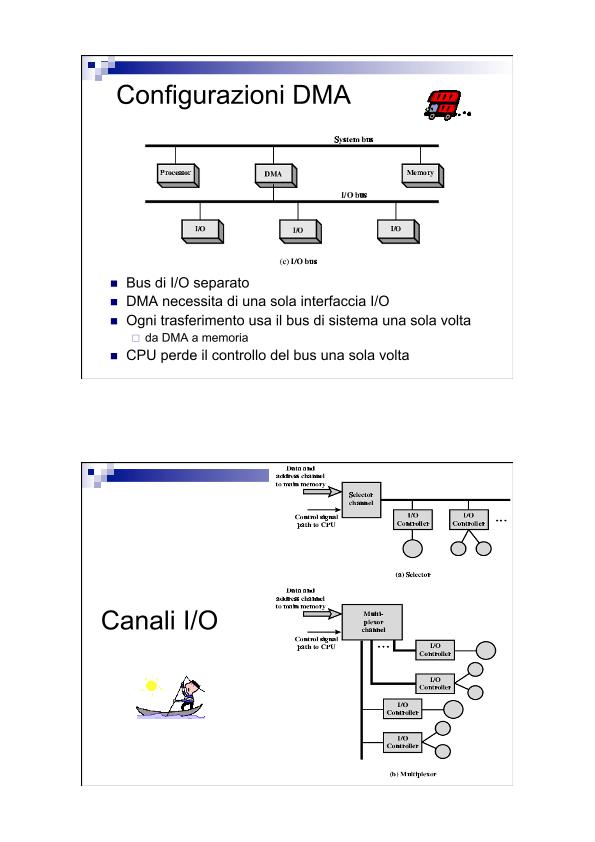 Configurazioni DMA
System bus
Processor
DMA
Memory
I/O bus
I/O
I/O
I/O
(c) I/O bus
Bus di I/O separato
DMA necessita di una sola interfaccia I/O
Ogni trasferimento usa il bus di sistema una sola volta
da DMA a memoria
CPU perde il controllo del bus una sola volta
Data and
address channel
to main memory
Selector
channel
Control signal
path to CPU
I/O
Controller
I/O
Controller
...
(a) Selector
Canali I/O
Data and
address channel
to main memory
Multi-
plexor
channel
Control signal
path to CPU
...
I/O
Controller
I/O
Controller
I/O
Controller
I/O
Controller
(b) Multiplexor